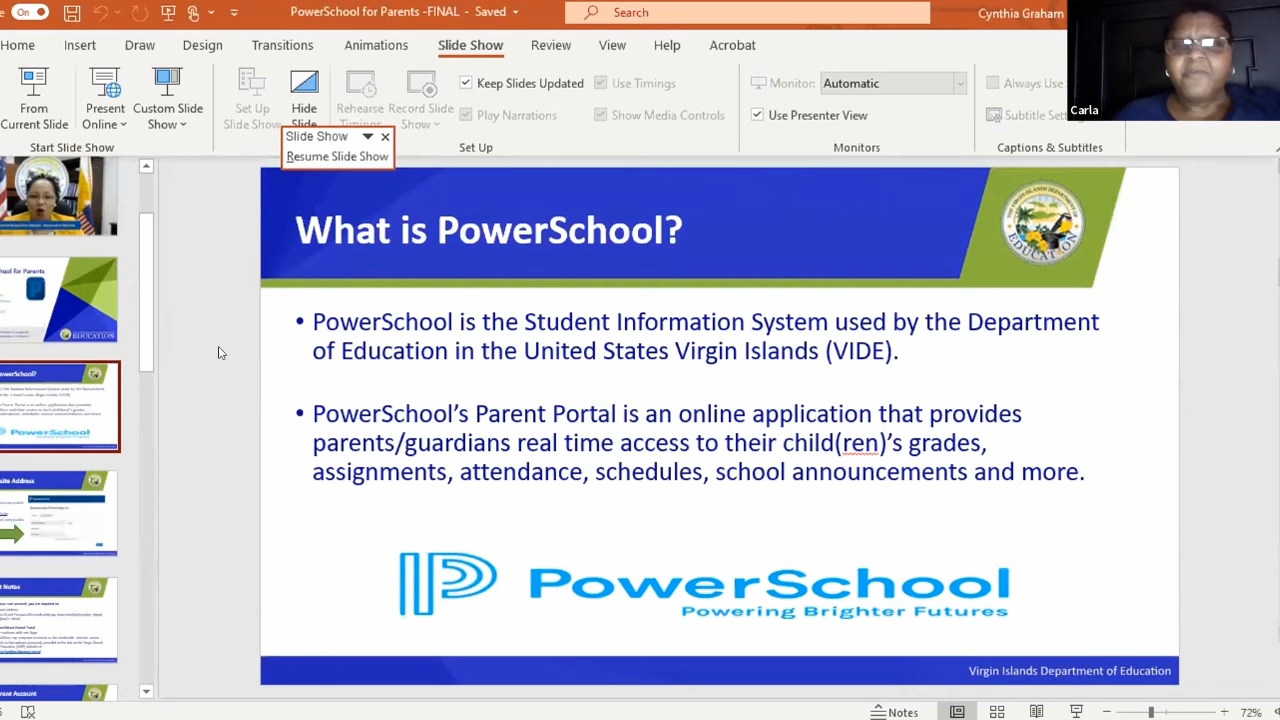 On
PowerSchool for Parents -FINAL - Saved
Search
Cynthia Graham
Home Insert Draw Design Transitions Animations Slide Show Review View Help Acrobat
From
Current Slide
Present
Online
Custom Slide
Show
Set Up
Slide Show
Hide
Slide
Rehearse
Timings
Record Slide
Show
Keep Slides Updated
Use Timings
Play Narrations
Show Media Controls
Monitor:
Automatic
Use Presenter View
Always Use
Subtitle
Carla
Start Slide Show
Set Up
Monitors
Captions & Subtitles
Slide Show
Resume Slide Show
What is PowerSchool?
EDUCATION
• PowerSchool is the Student Information System used by the Department
of Education in the United States Virgin Islands (VIDE).
• PowerSchool’s Parent Portal is an online application that provides
parents/guardians real time access to their child(ren)’s grades,
assignments, attendance, schedules, school announcements and more.
PowerSchool
Powering Brighter Futures
Virgin Islands Department of Education
Notes
72%